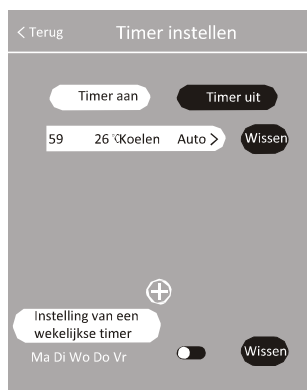 < Terug Timer instellen
Timer aan Timer uit
59 26 ℃Koelen Auto > Wissen
Instelling van een
wekelijkse timer
Ma Di Wo Do Vr Wissen